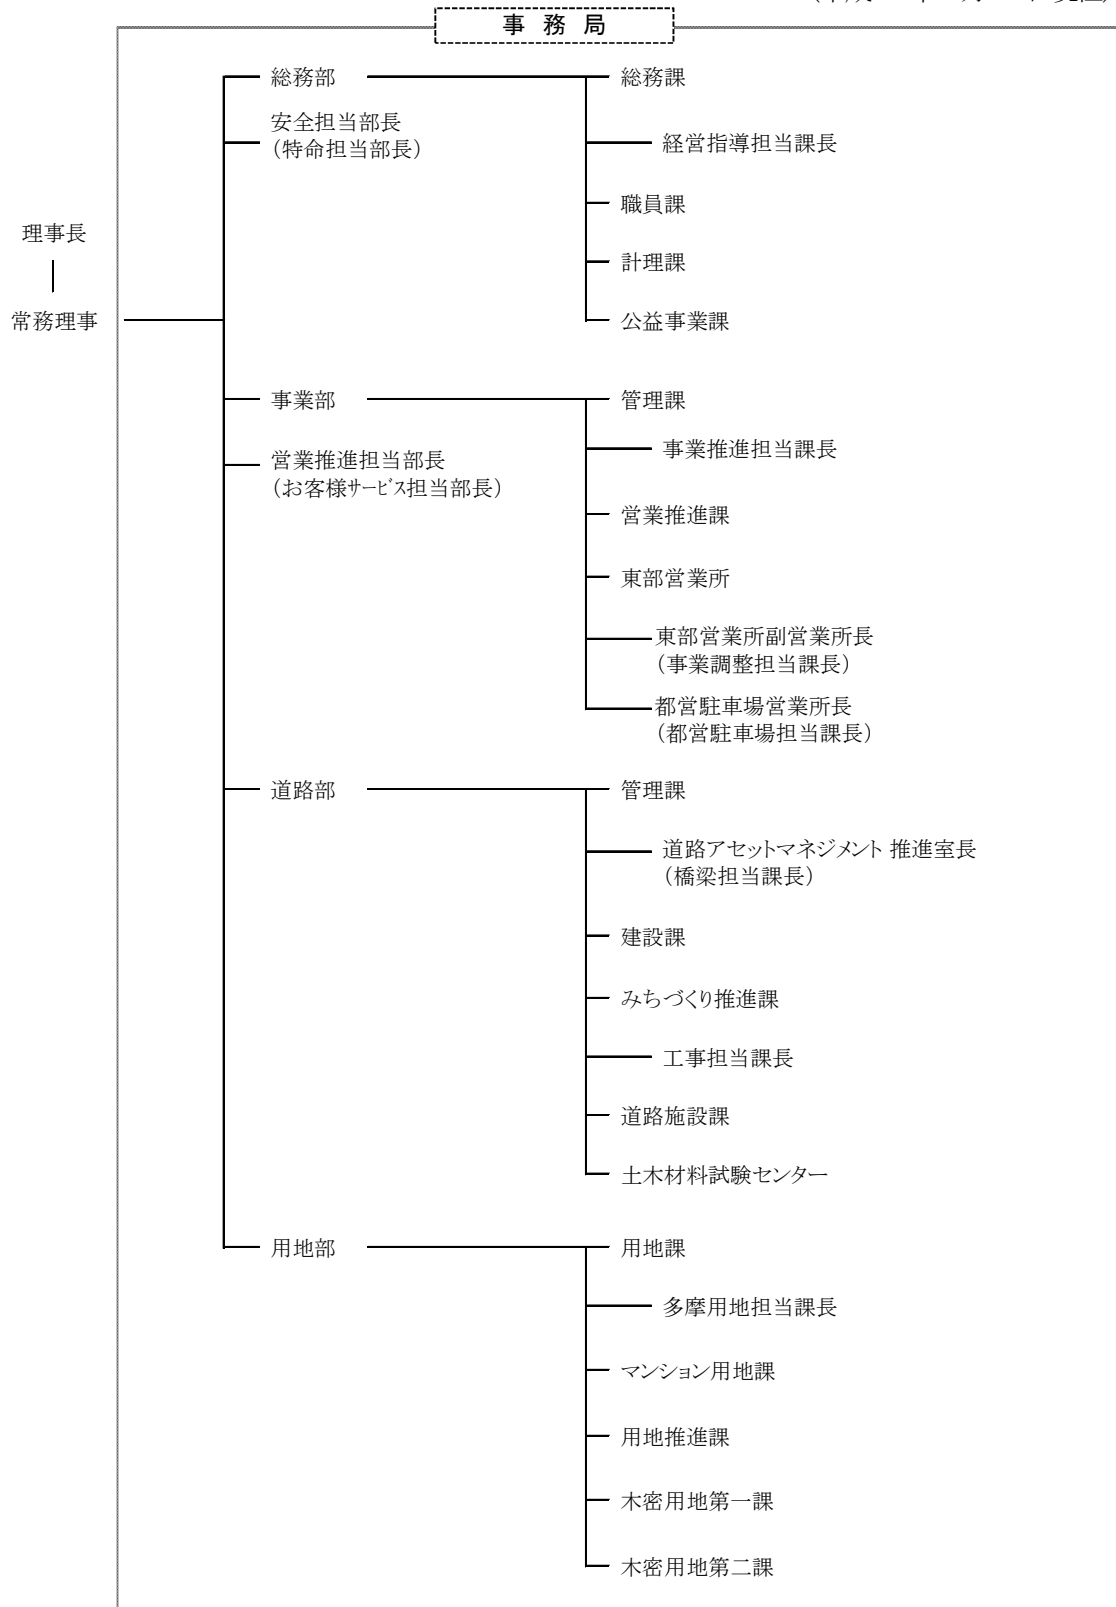 事 務 局
総務部
総務課
安全担当部長
（特命担当部長）
経営指導担当課長
職員課
理事長
計理課
常務理事
公益事業課
事業部
管理課
事業推進担当課長
営業推進担当部長
（お客様ｻｰﾋﾞｽ担当部長）
営業推進課
東部営業所
東部営業所副営業所長
（事業調整担当課長）
都営駐車場営業所長
（都営駐車場担当課長）
道路部
管理課
道路アセットマネジメント 推進室長
（橋梁担当課長）
建設課
みちづくり推進課
工事担当課長
道路施設課
土木材料試験センター
用地部
用地課
多摩用地担当課長
マンション用地課
用地推進課
木密用地第一課
木密用地第二課